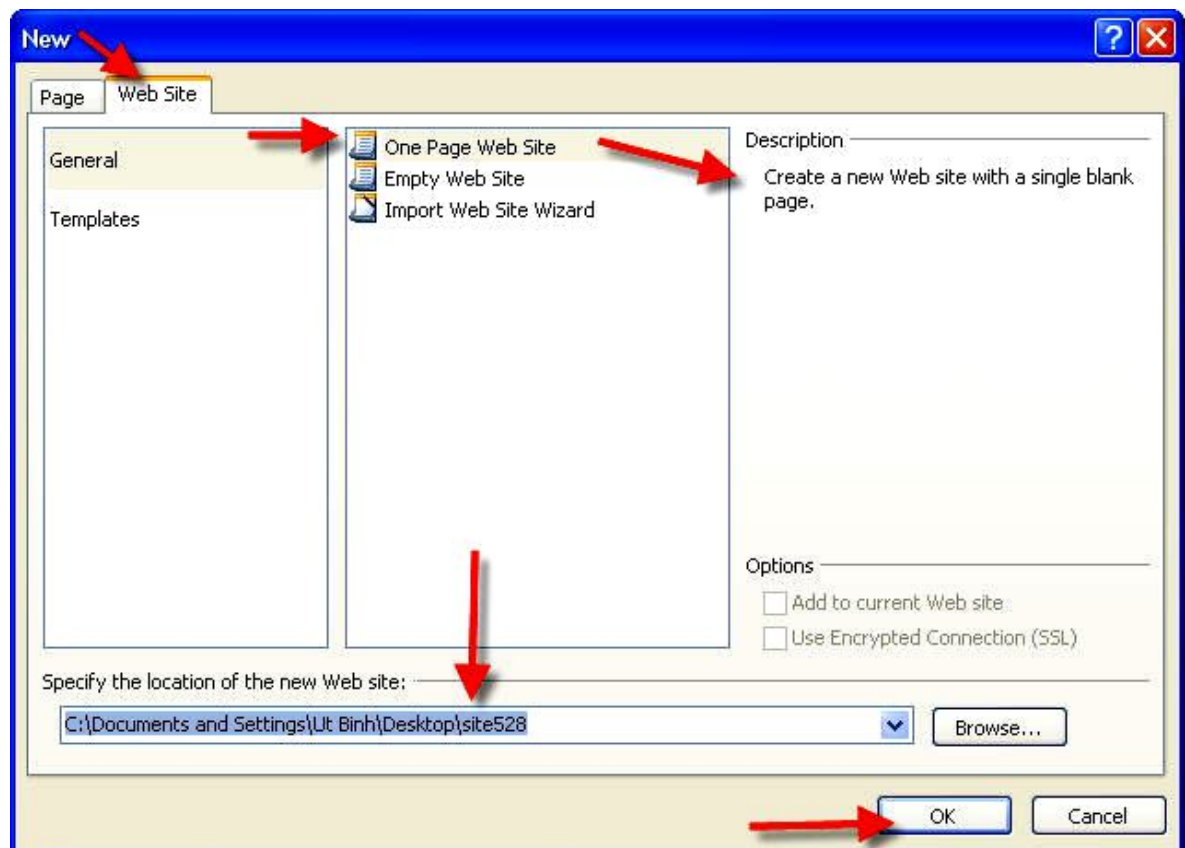 New
Page
Web Site
General
Templates
One Page Web Site
Empty Web Site
Import Web Site Wizard
Description
Create a new Web site with a single blank
page.
Options
Add to current Web site
Use Encrypted Connection (SSL)
Specify the location of the new Web site:
C:\Documents and Settings\Ut Binh\Desktop\site528
Browse...
OK
Cancel